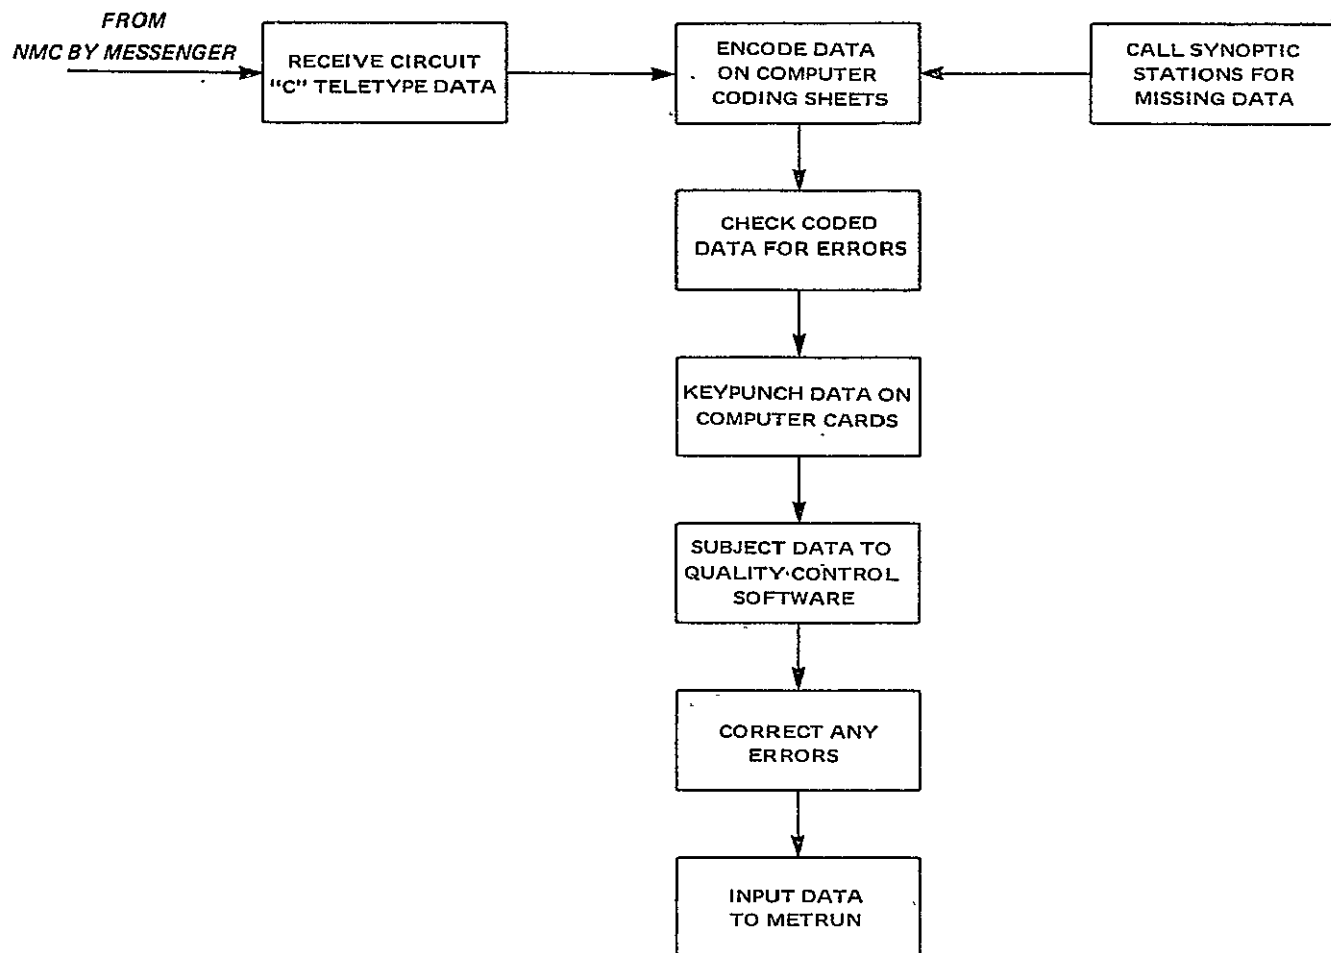 FROM
NMC BY MESSENGER
RECEIVE CIRCUIT
"C" TELETYPE DATA
ENCODE DATA
ON COMPUTER
CODING SHEETS
CALL SYNOPTIC
STATIONS FOR
MISSING DATA
CHECK CODED
DATA FOR ERRORS
KEYPUNCH DATA ON
COMPUTER CARDS
SUBJECT DATA TO
QUALITY-CONTROL
SOFTWARE
CORRECT ANY
ERRORS
INPUT DATA
TO METRUN